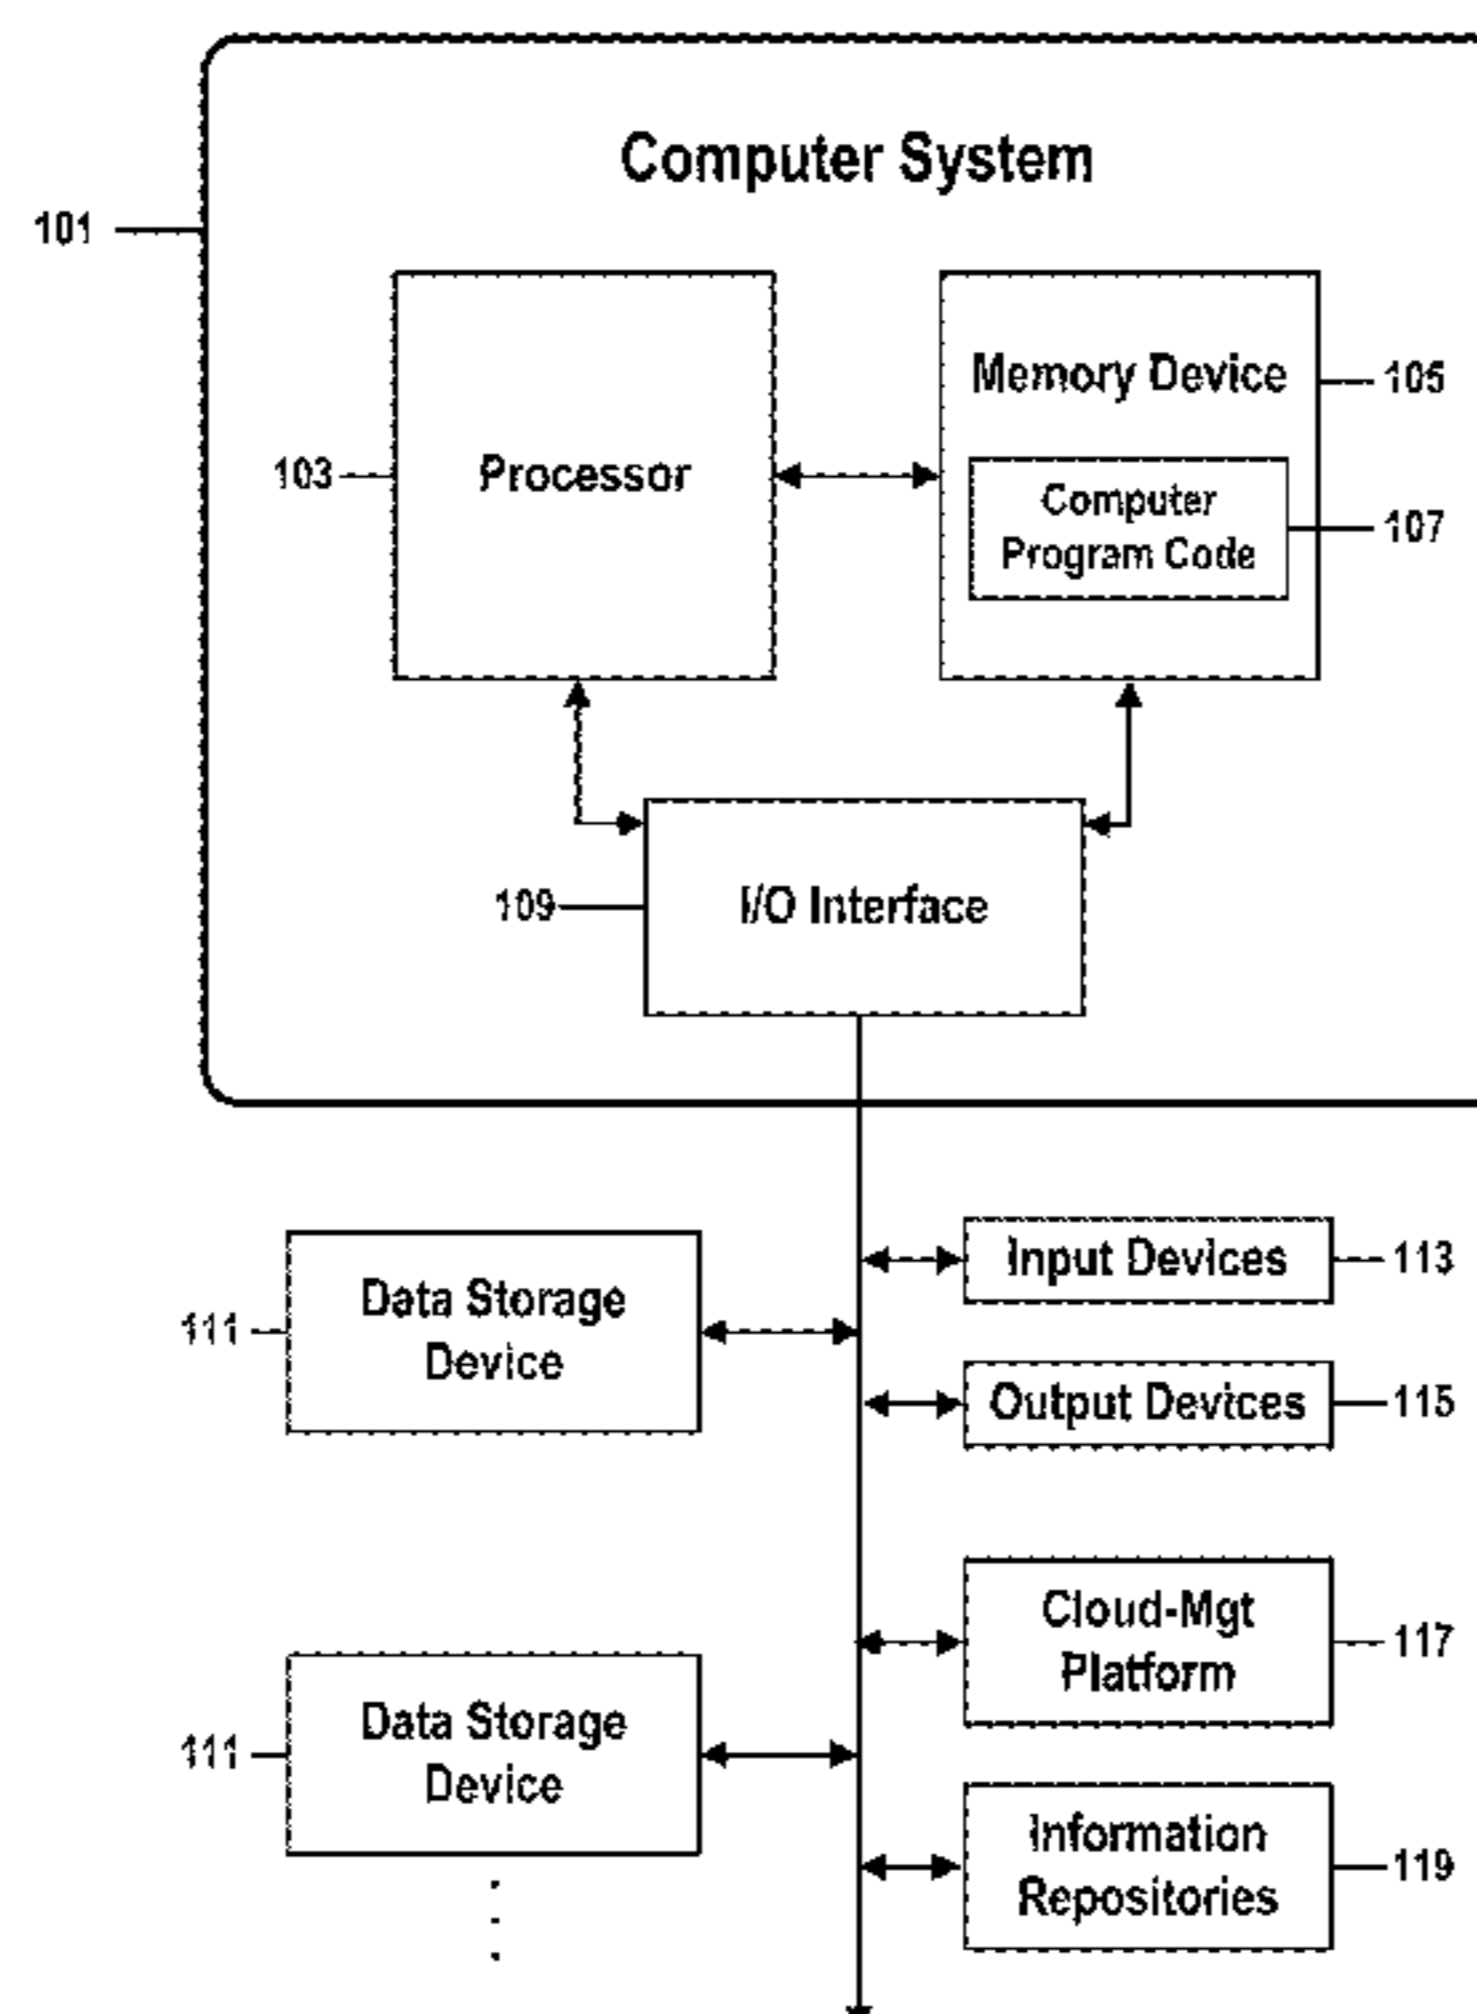 Computer System
101
Memory Device
105
103
Processor
Computer
Program Code
107
109
I/O Interface
Input Devices
113
Data Storage
Device
111
Output Devices
115
Cloud-Mgt
Platform
117
Data Storage
Device
111
Information
Repositories
119